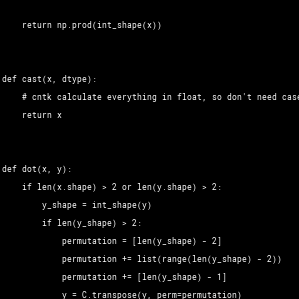 return np.prod(int_shape(x))
def cast(x, dtype):
# cntk calculate everything in float, so don't need case
return x
def dot(x, y):
if len(x.shape) > 2 or len(y.shape) > 2:
y_shape = int_shape(y)
if len(y_shape) > 2:
permutation = [len(y_shape) - 2]
permutation += list(range(len(y_shape) - 2))
permutation += [len(y_shape) - 1]
y = C.transpose(y, perm=permutation)